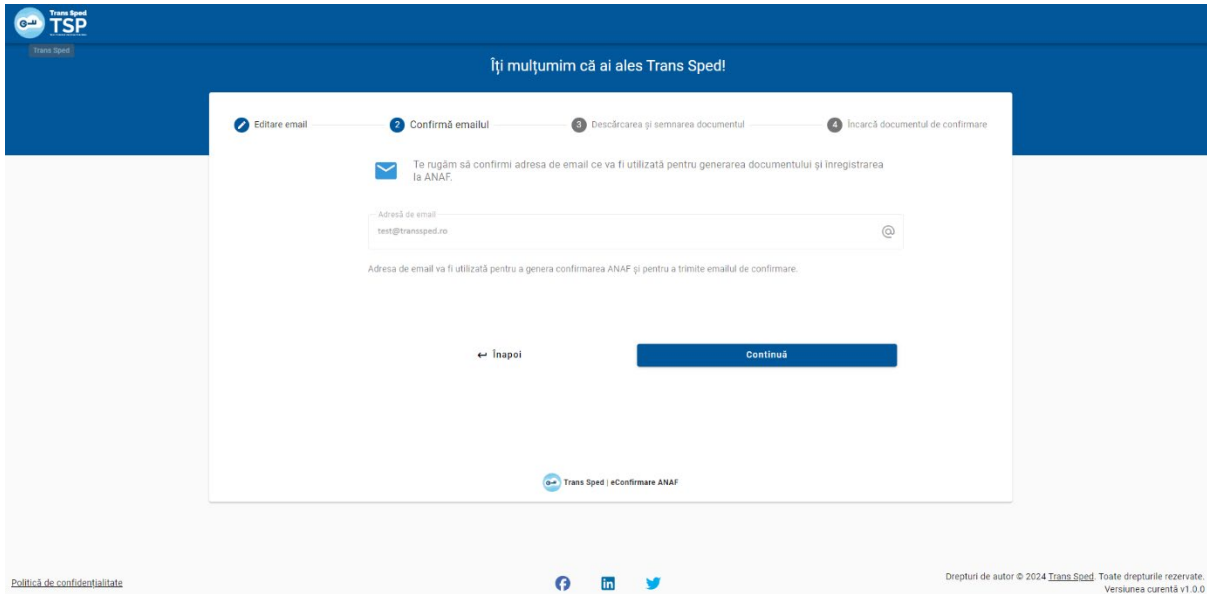 Trans Sped
TSP
Trans Sped
Îți mulțumim că ai ales Trans Sped!
Editare email
2 Confirmă emailul
3 Descărcarea și semnarea documentul
4 Încarcă documentul de confirmare
Te rugăm să confirmi adresa de email ce va fi utilizată pentru generarea documentului și înregistrarea
la ANAF.
Adresă de email
test@transsped.ro
Adresa de email va fi utilizată pentru a genera confirmarea ANAF și pentru a trimite emailul de confirmare.
Înapoi
Continuă
Trans Sped | eConfirmare ANAF
Politică de confidențialitate
Drepturi de autor © 2024 Trans Sped. Toate drepturile rezervate.
Versiunea curentă v1.0.0